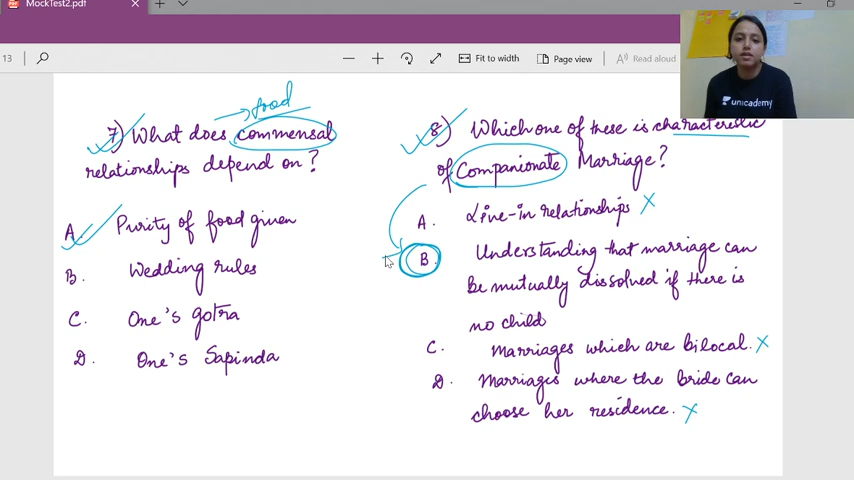 MockTest2.pdf
13
Fit to width
Page view
Read aloud
unacademy
food
7) What does commensal
relationships depend on?
A. Purity of food given
B. Wedding rules
C. One's gotra
D. One's Sapinda
8) Which one of these is characteristic
of Companionate Marriage?
A. Live-in relationships
B. Understanding that marriage can
be mutually dissolved if there is
no child
C. Marriages which are bilocal.
D. Marriages where the bride can
choose her residence.